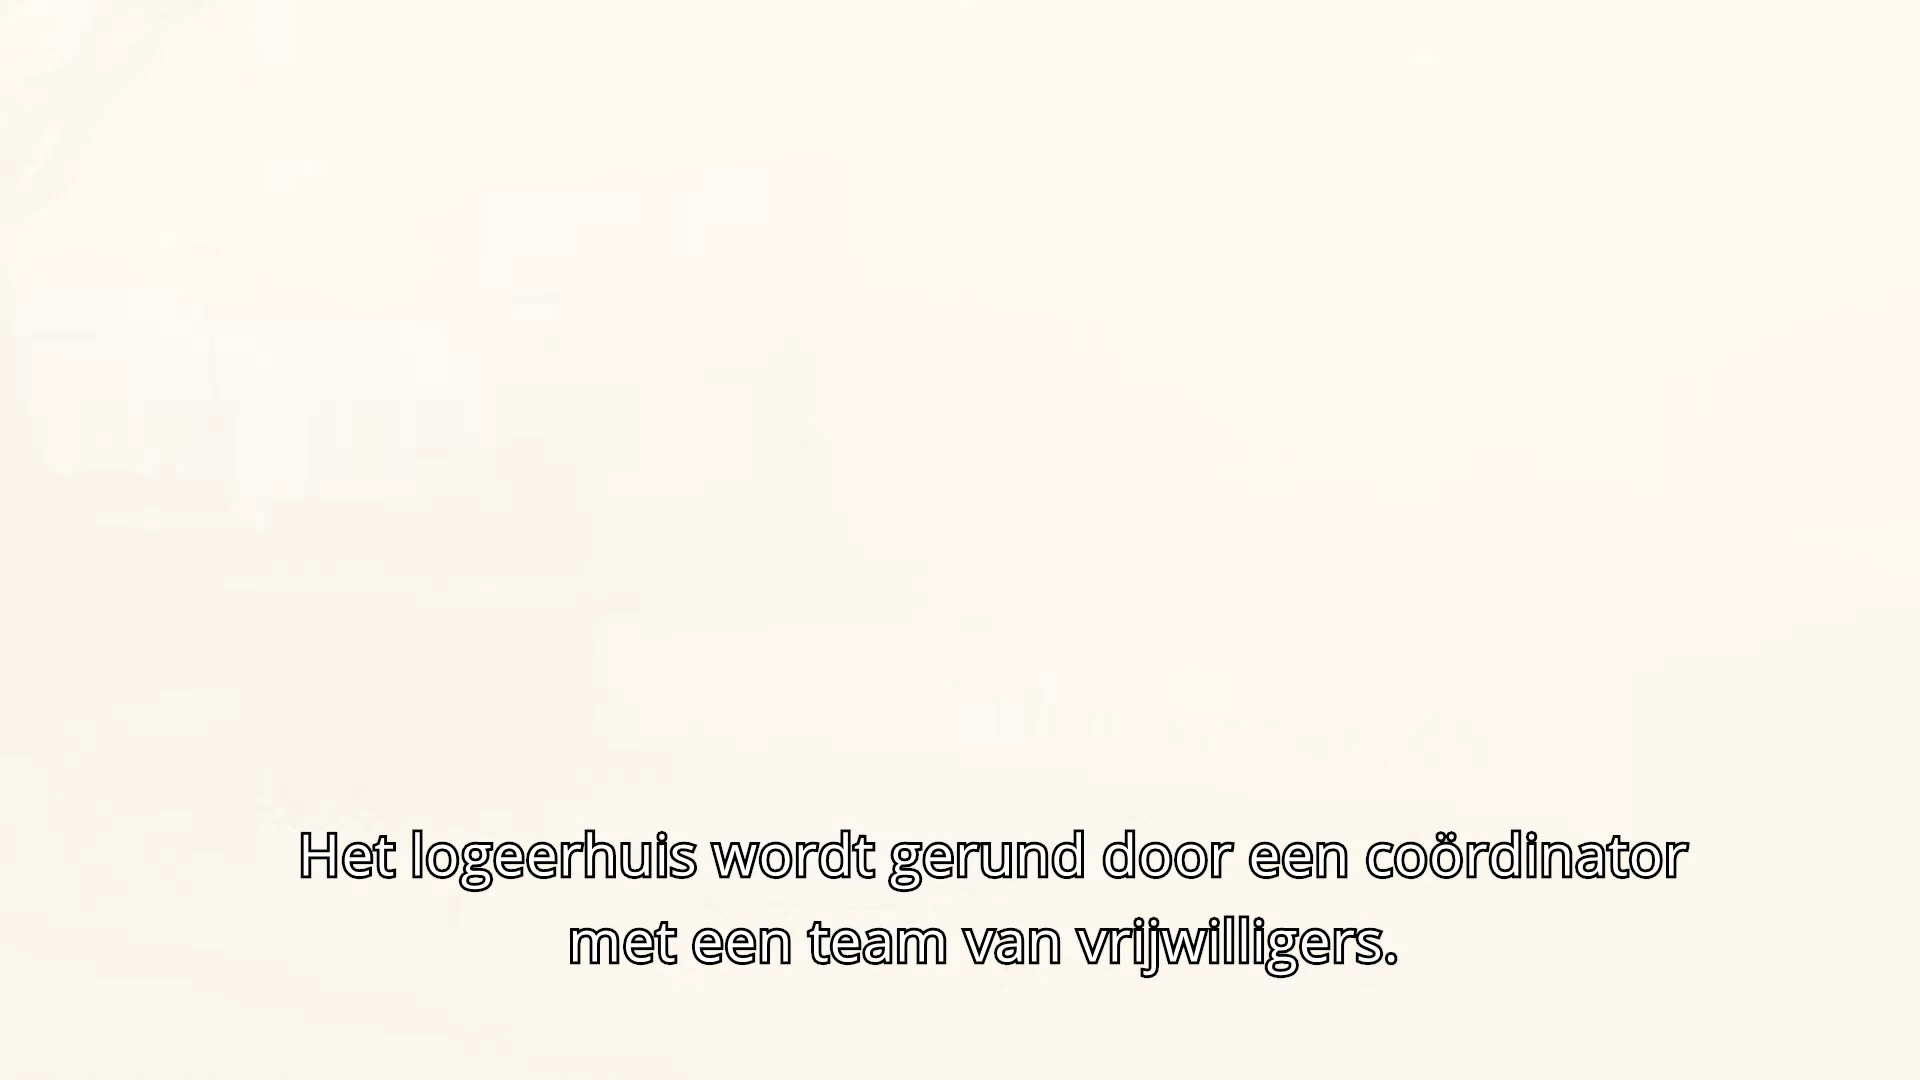 Het logeerhuis wordt gerund door een coördinator
met een team van vrijwilligers.